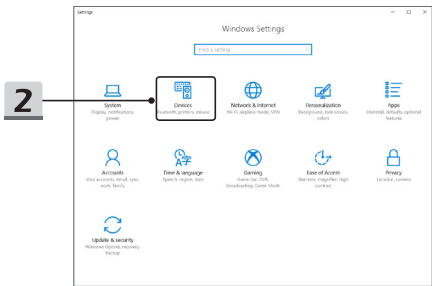 Settings
Windows Settings
Find a setting
2
System
Display, notifications,
power
Devices
Bluetooth, printers, mouse
Network & Internet
Wi-Fi, airplane mode, VPN
Personalization
Background, lock screen,
colors
Apps
Uninstall, defaults, optional
features
Accounts
Your accounts, email, sync,
work, family
Time & language
Speech, region, date
Gaming
Game bar, DVR,
broadcasting, Game Mode
Ease of Access
Narrator, magnifier, high
contrast
Privacy
Location, camera
Update & security
Windows Update, recovery,
backup